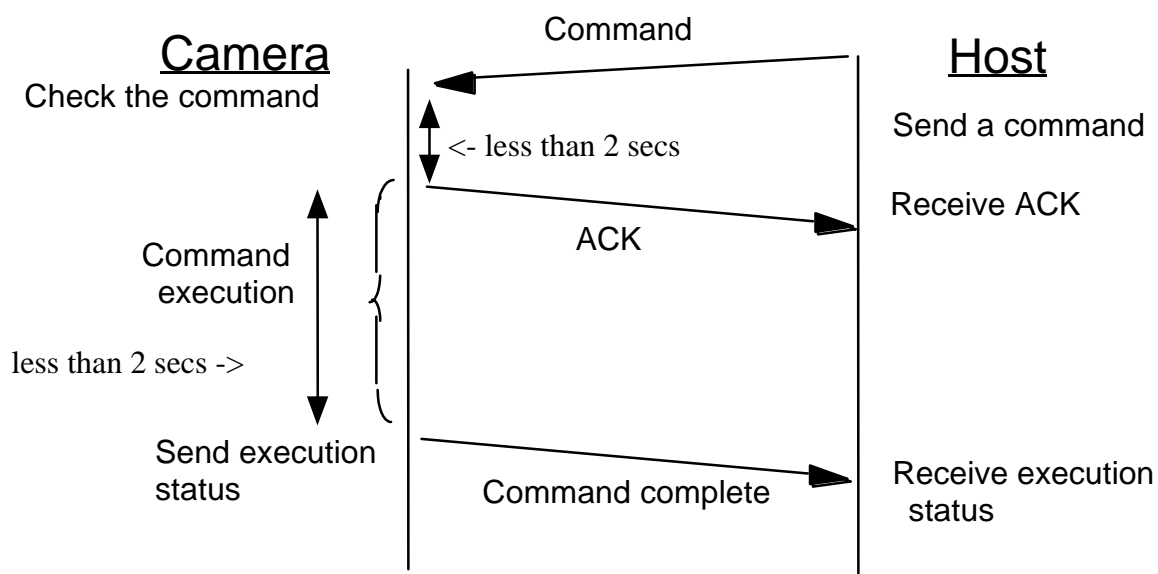 Command
Camera
Host
Check the command
Send a command
<- less than 2 secs
Receive ACK
ACK
Command
execution
less than 2 secs ->
Send execution
status
Command complete
Receive execution
status